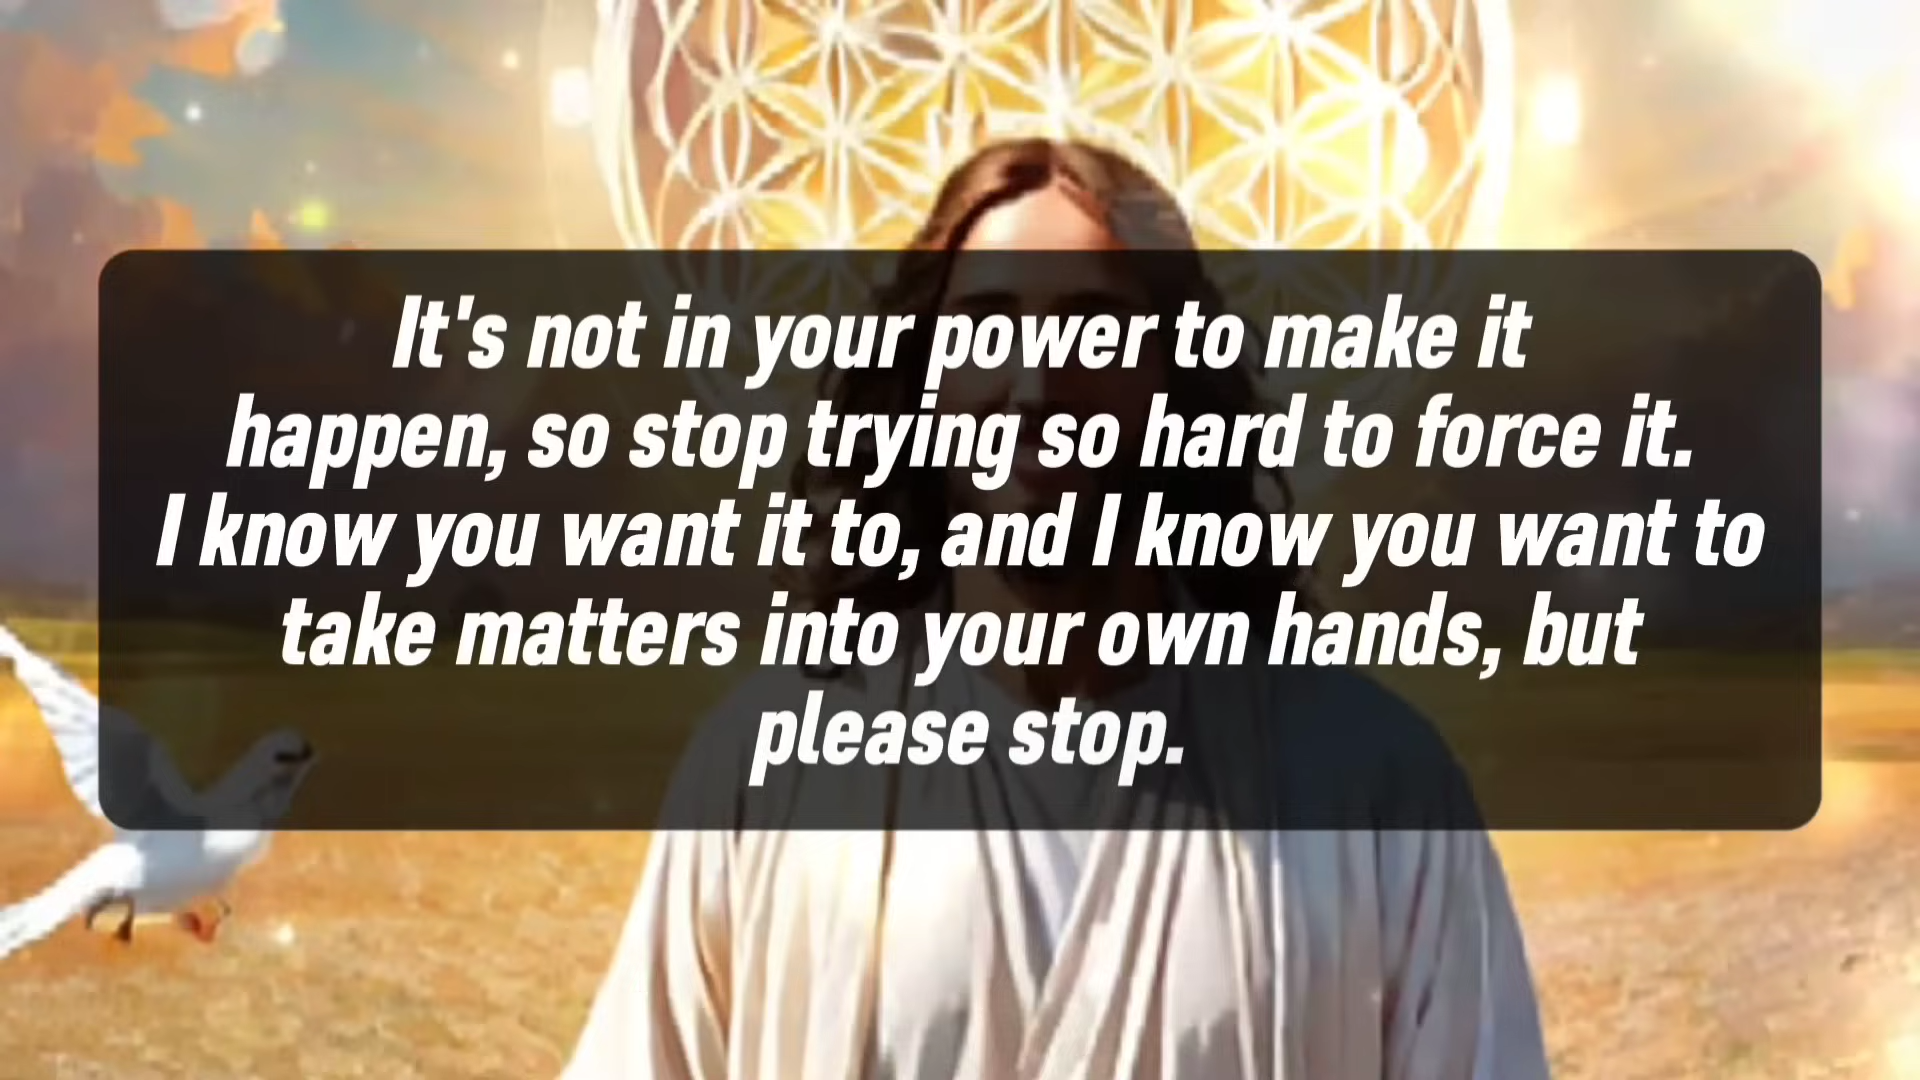 It's not in your power to make it
happen, so stop trying so hard to force it.
I know you want it to, and I know you want to
take matters into your own hands, but
please stop.